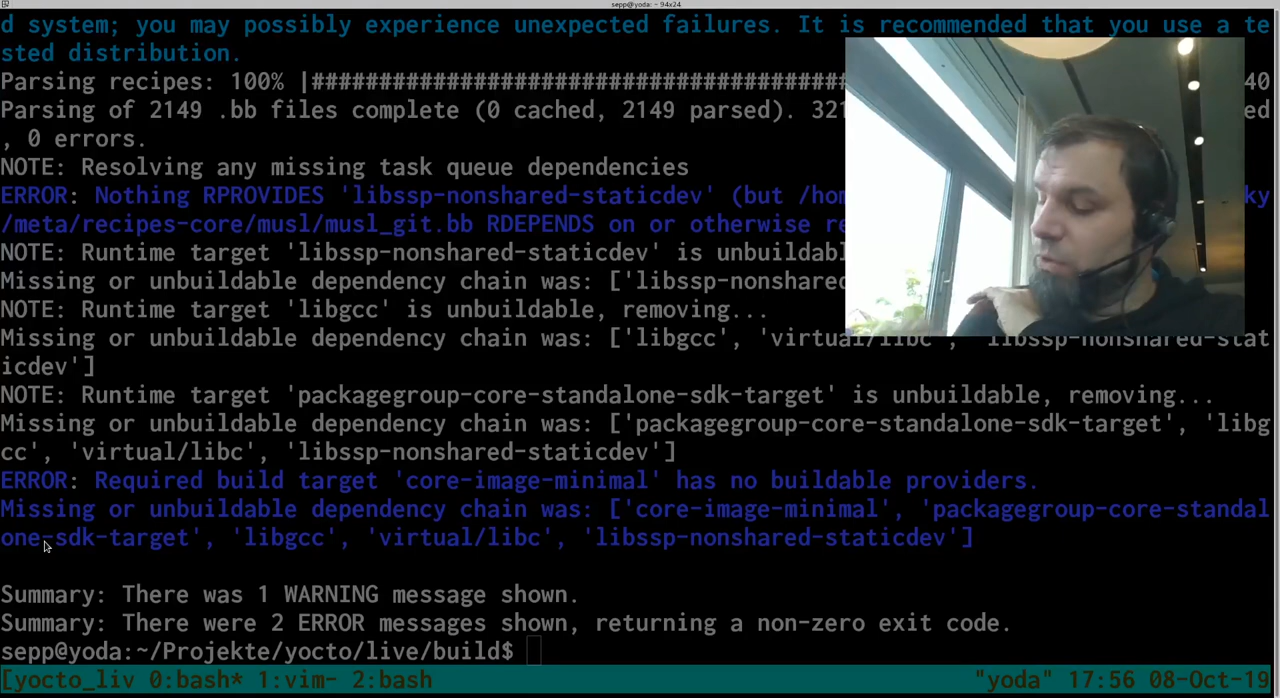 sepp@yoda: ~ 94x24
d system; you may possibly experience unexpected failures. It is recommended that you use a te
sted distribution.
Parsing recipes: 100% |######################################## 40
Parsing of 2149 .bb files complete (0 cached, 2149 parsed). 321 ed
, 0 errors.
NOTE: Resolving any missing task queue dependencies
ERROR: Nothing RPROVIDES 'libssp-nonshared-staticdev' (but /ho ky
/meta/recipes-core/musl/musl_git.bb RDEPENDS on or otherwise re
NOTE: Runtime target 'libssp-nonshared-staticdev' is unbuildabl
Missing or unbuildable dependency chain was: ['libssp-nonshared
NOTE: Runtime target 'libgcc' is unbuildable, removing...
Missing or unbuildable dependency chain was: ['libgcc', 'virtual/libc', 'libssp-nonshared-stat
icdev']
NOTE: Runtime target 'packagegroup-core-standalone-sdk-target' is unbuildable, removing...
Missing or unbuildable dependency chain was: ['packagegroup-core-standalone-sdk-target', 'libg
cc', 'virtual/libc', 'libssp-nonshared-staticdev']
ERROR: Required build target 'core-image-minimal' has no buildable providers.
Missing or unbuildable dependency chain was: ['core-image-minimal', 'packagegroup-core-standal
one-sdk-target', 'libgcc', 'virtual/libc', 'libssp-nonshared-staticdev']
Summary: There was 1 WARNING message shown.
Summary: There were 2 ERROR messages shown, returning a non-zero exit code.
sepp@yoda:~/Projekte/yocto/live/build$
[yocto_liv 0:bash* 1:vim- 2:bash "yoda" 17:56 08-Oct-19